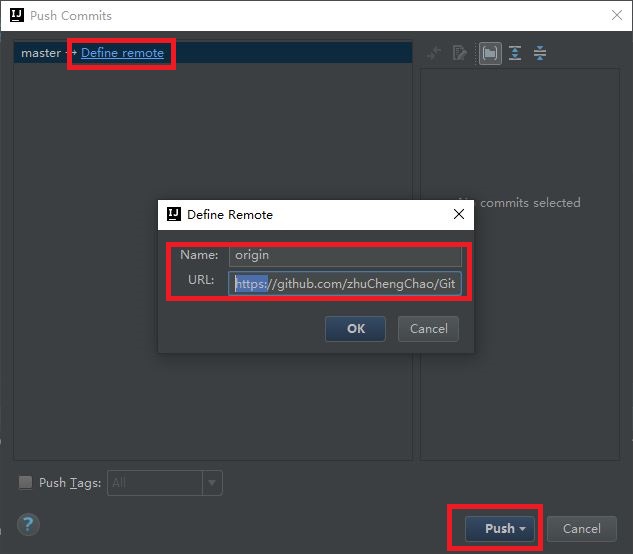 Push Commits
master → Define remote
commits selected
Define Remote
Name: origin
URL: https://github.com/zhuChengChao/Git
OK Cancel
Push Tags: All
? Push Cancel